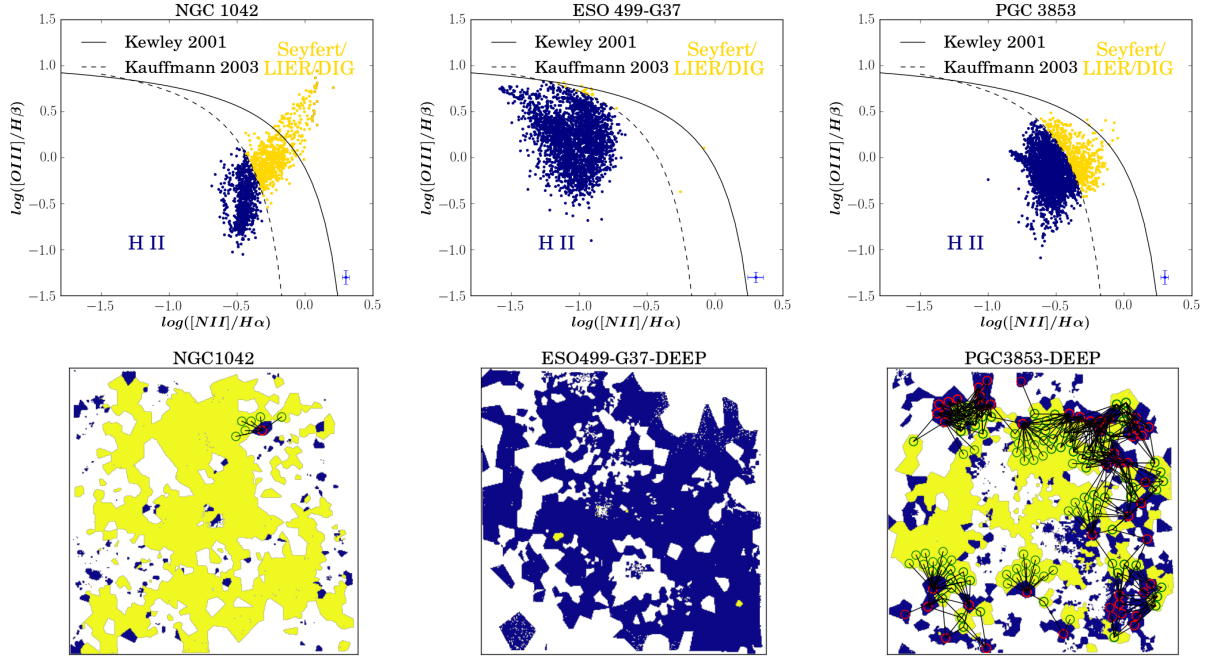 NGC 1042
ESO 499-G37
PGC 3853
Kewley 2001
Kauffmann 2003
Seyfert/
LIER/DIG
H II
log([OIII]/Hβ)
1.5
1.0
0.5
0.0
−0.5
−1.0
−1.5
−1.5
−1.0
−0.5
0.0
0.5
log([NII]/Hα)
Kewley 2001
Kauffmann 2003
Seyfert/
LIER/DIG
H II
log([OIII]/Hβ)
1.5
1.0
0.5
0.0
−0.5
−1.0
−1.5
−1.5
−1.0
−0.5
0.0
0.5
log([NII]/Hα)
Kewley 2001
Kauffmann 2003
Seyfert/
LIER/DIG
H II
log([OIII]/Hβ)
1.5
1.0
0.5
0.0
−0.5
−1.0
−1.5
−1.5
−1.0
−0.5
0.0
0.5
log([NII]/Hα)
NGC1042
ESO499-G37-DEEP
PGC3853-DEEP